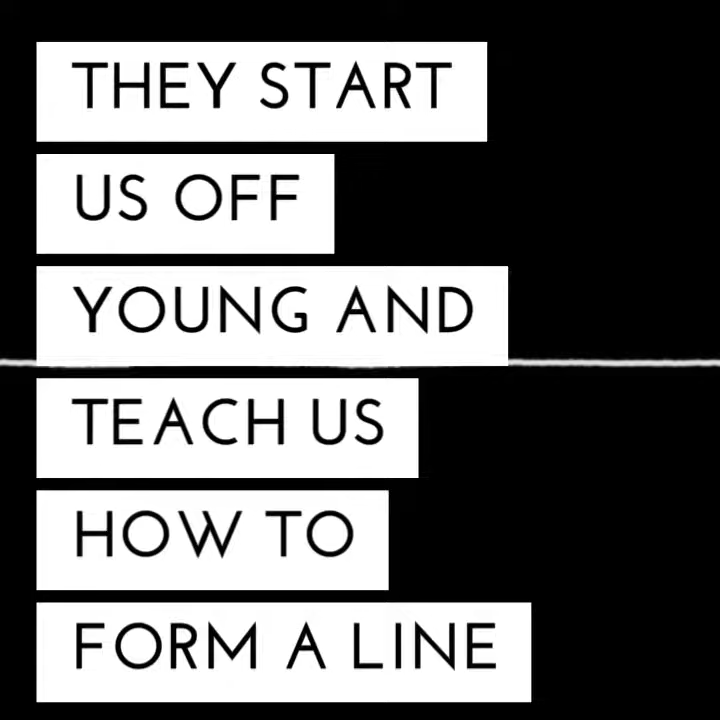 THEY START
US OFF
YOUNG AND
TEACH US
HOW TO
FORM A LINE